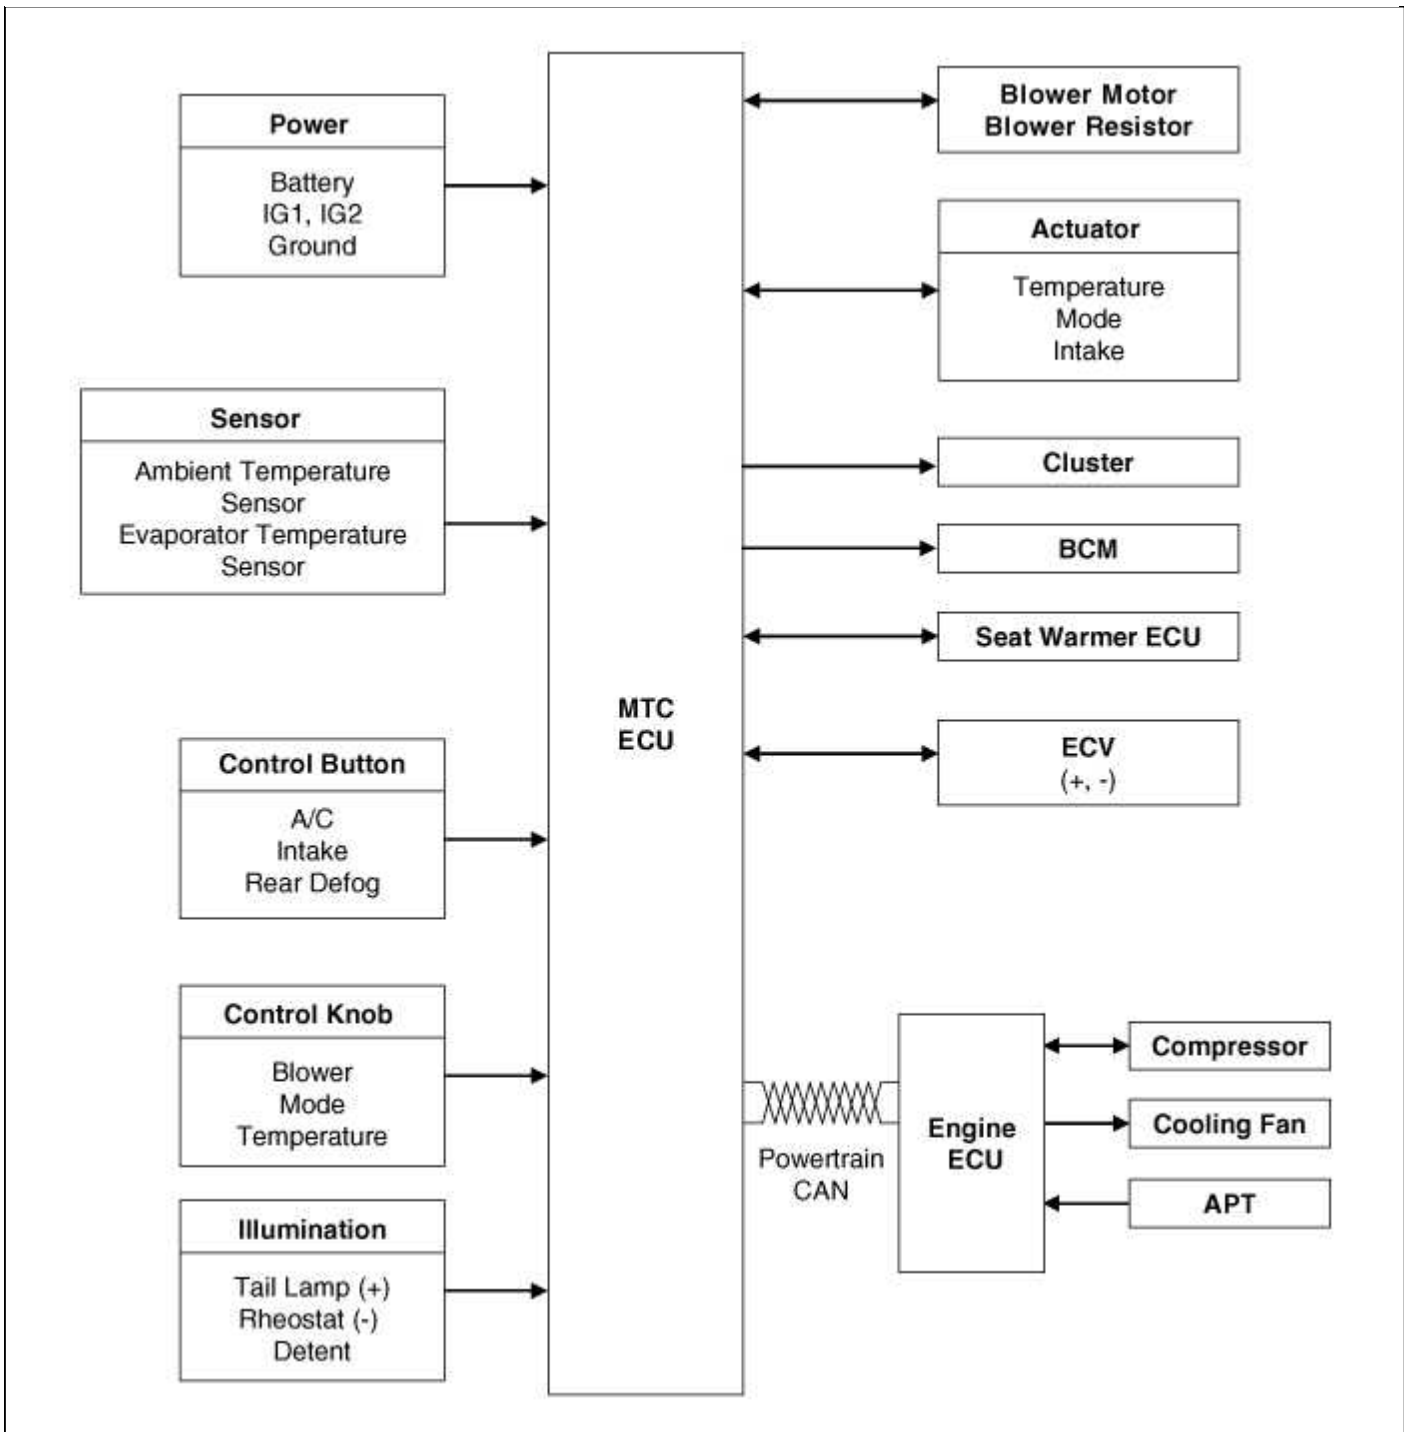 Power
Battery
IG1, IG2
Ground
Sensor
Ambient Temperature
Sensor
Evaporator Temperature
Sensor
Control Button
A/C
Intake
Rear Defog
Control Knob
Blower
Mode
Temperature
Illumination
Tail Lamp (+)
Rheostat (-)
Detent
MTC
ECU
Blower Motor
Blower Resistor
Actuator
Temperature
Mode
Intake
Cluster
BCM
Seat Warmer ECU
ECV
(+, -)
Powertrain
CAN
Engine
ECU
Compressor
Cooling Fan
APT